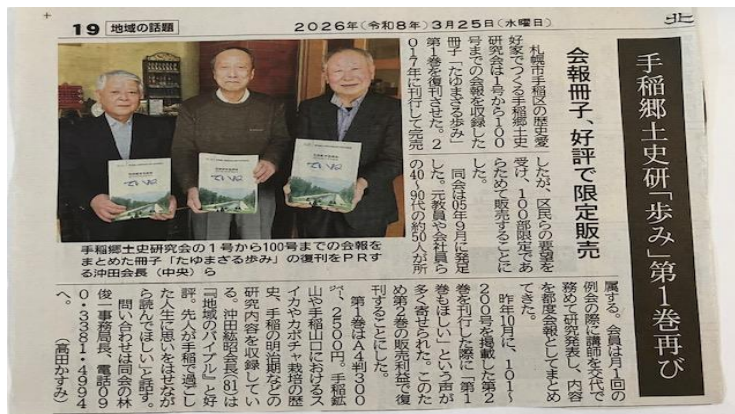 19 地域の話題 2026年(令和8年)3月25日(水曜日) 北
手稲郷土史研「歩み」第1巻再び
会報冊子、好評で限定販売
札幌市手稲区の歴史愛
好家でつくる手稲郷土史
研究会は1号から100
号までの会報を収録した
冊子「たゆまざる歩み」
第1巻を復刊させた。2
017年に刊行して完売
したが、区民らの要望を
受け、100部限定であ
らためて販売することに
した。
同会は05年9月に発足
した。元教員や会社員ら
の40~90代の約50人が所
属する。会員は月1回の
例会の際に講師を交代で
務めて研究発表し、内容
を都度会報としてまとめ
てきた。
昨年10月に、101~
200号を掲載した第2
巻を刊行した際に「第1
巻もほしい」という声が
多く寄せられた。このた
め第2巻の販売利益で復
刊することにした。
第1巻はA4判300
㌻、2500円。手稲鉱
山や手稲山口におけるス
イカやカボチャ栽培の歴
史、手稲の明治期などの
研究内容を収録してい
る。沖田紘昭会長(81)は
「『地域のバイブル』と好
評。先人が手稲で過ごし
た人生に思いをはせなが
ら読んでほしい」と話す。
問い合わせは同会の林
俊一事務局長、電話09
0・3381・4994
へ。(高田かすみ)
手稲郷土史研究会の1号から100号までの会報を
まとめた冊子「たゆまざる歩み」の復刊をPRす
る沖田会長(中央)ら